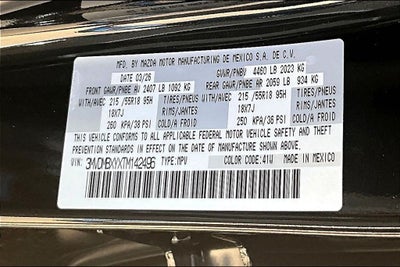 MFD. BY MAZDA MOTOR MANUFACTURING DE MEXICO S.A. DE C.V.
DATE 03/26 GVWR/PNBV 4460 LB 2023 KG
FRONT GAWR/PNBE AV 2407 LB 1092 KG REAR GAWR/PNBE AR 2059 LB 934 KG
WITH/AVEC 215 /55R18 95H TIRES/PNEUS WITH/AVEC 215 /55R18 95H TIRES/PNEUS
18X7J RIMS/JANTES 18X7J RIMS/JANTES
250 KPA/36 PSI COLD/A FROID 250 KPA/36 PSI COLD/A FROID
THIS VEHICLE CONFORMS TO ALL APPLICABLE FEDERAL MOTOR VEHICLE SAFETY AND THEFT
PREVENTION STANDARDS IN EFFECT ON THE DATE OF MANUFACTURE SHOWN ABOVE.
VIN: TYPE: MPV COLOR CODE: 41W MADE IN MEXICO